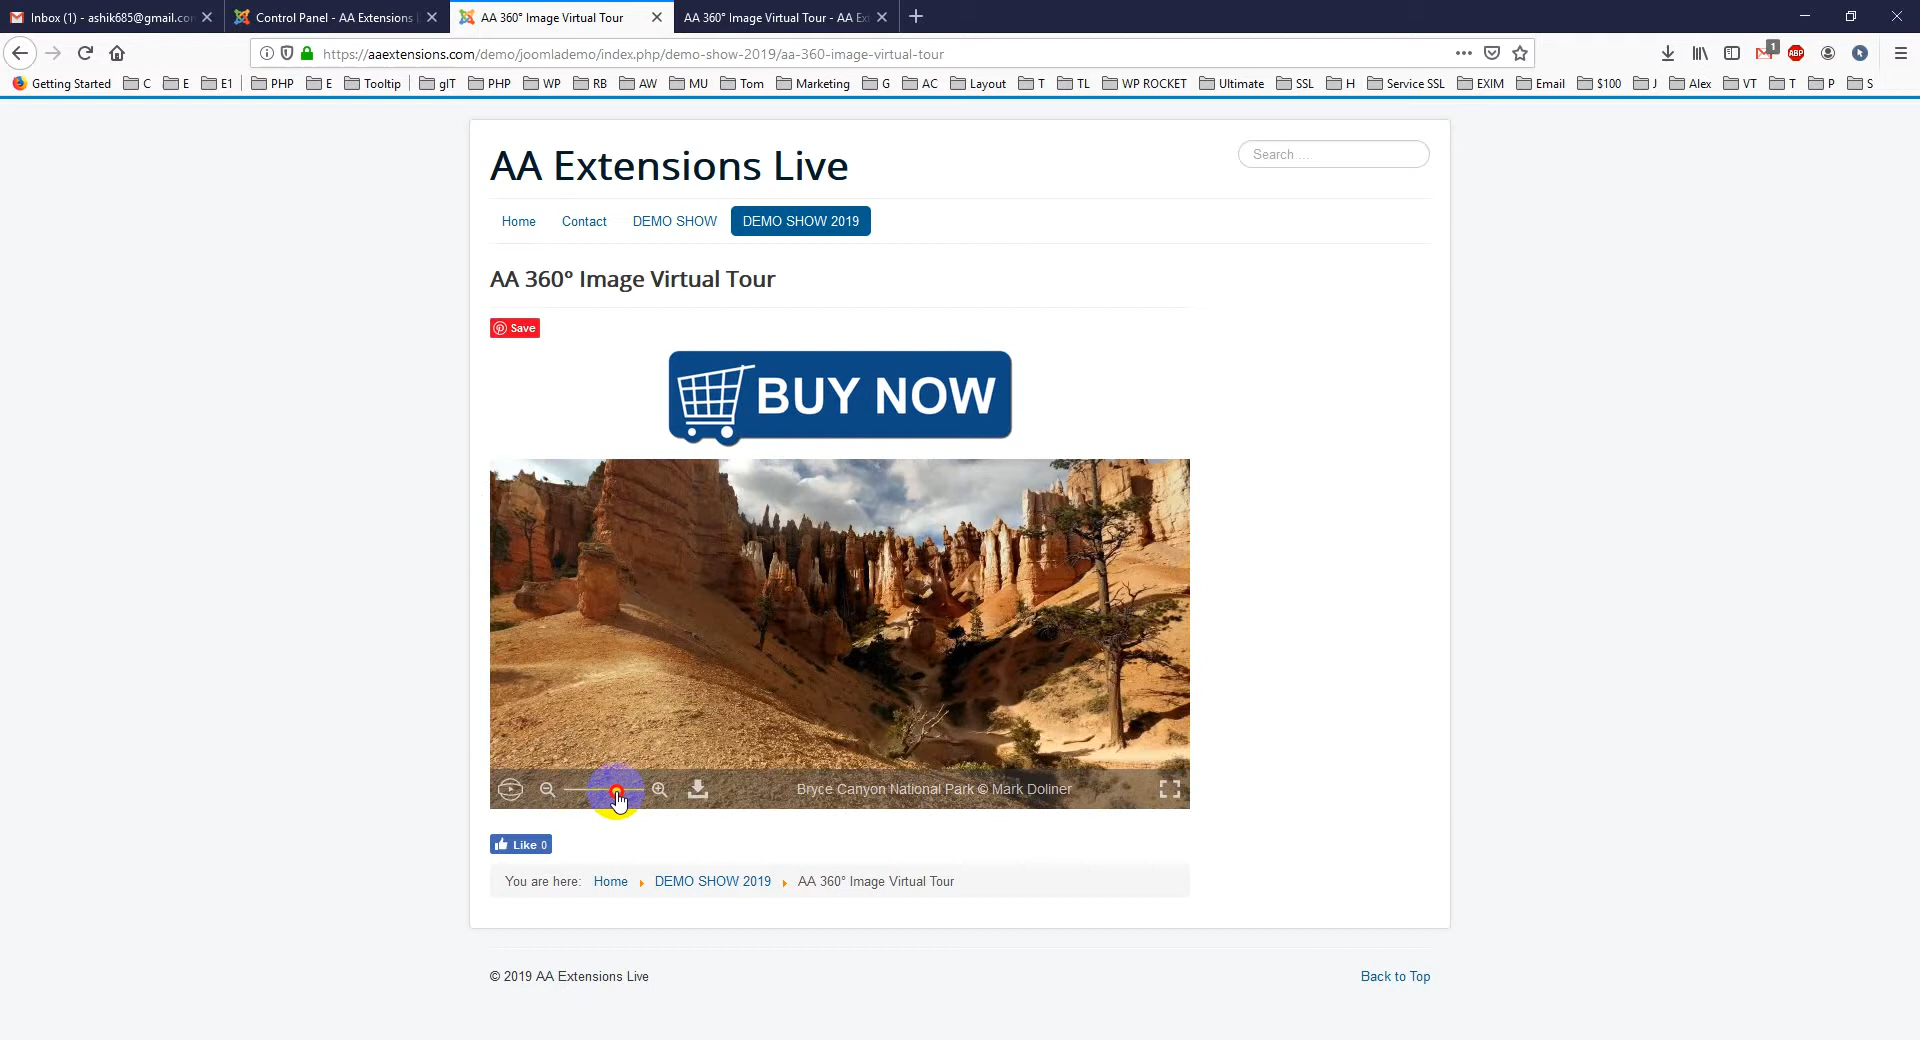 Inbox (1) - ashik685@gmail.co
Control Panel - AA Extensions
AA 360° Image Virtual Tour
AA 360° Image Virtual Tour - AA Ex
https://aaextensions.com/demo/joomlademo/index.php/demo-show-2019/aa-360-image-virtual-tour
1
ABP
Getting Started C E E1 PHP E Tooltip gIT PHP WP RB AW MU Tom Marketing G AC Layout T TL WP ROCKET Ultimate SSL H Service SSL EXIM Email $100 J Alex VT T P S
AA Extensions Live
Search ...
Home Contact DEMO SHOW DEMO SHOW 2019
AA 360° Image Virtual Tour
Save
BUY NOW
Bryce Canyon National Park © Mark Doliner
Like 0
You are here: Home DEMO SHOW 2019 AA 360° Image Virtual Tour
© 2019 AA Extensions Live
Back to Top